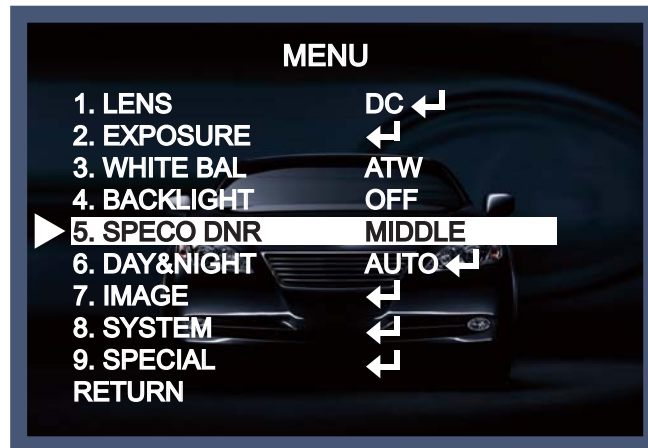 MENU
1. LENS DC ↵
2. EXPOSURE ↵
3. WHITE BAL ATW
4. BACKLIGHT OFF
5. SPECO DNR MIDDLE
6. DAY&NIGHT AUTO ↵
7. IMAGE ↵
8. SYSTEM ↵
9. SPECIAL ↵
RETURN